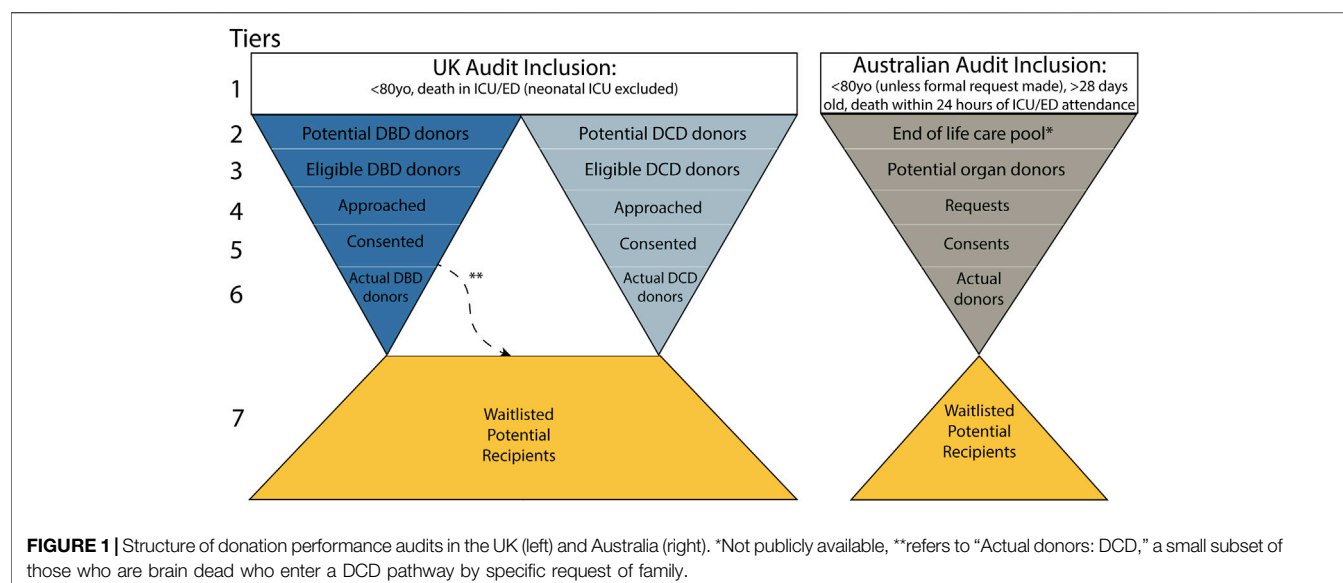 Tiers
UK Audit Inclusion:
<80yo, death in ICU/ED (neonatal ICU excluded)
Australian Audit Inclusion:
<80yo (unless formal request made), >28 days
old, death within 24 hours of ICU/ED attendance
1
2
Potential DBD donors
Potential DCD donors
End of life care pool*
3
Eligible DBD donors
Eligible DCD donors
Potential organ donors
4
Approached
Approached
Requests
5
Consented
Consented
Consents
6
Actual DBD
donors
**
Actual DCD
donors
Actual
donors
7
Waitlisted
Potential
Recipients
Waitlisted
Potential
Recipients
FIGURE 1 | Structure of donation performance audits in the UK (left) and Australia (right). *Not publicly available, **refers to “Actual donors: DCD,” a small subset of
those who are brain dead who enter a DCD pathway by specific request of family.